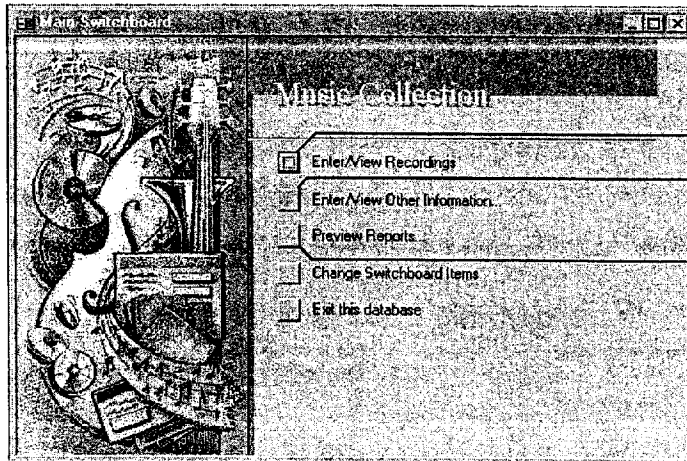 Main Switchboard
Music Collection
Enter/View Recordings
Enter/View Other Information...
Preview Reports...
Change Switchboard Items
Exit this database